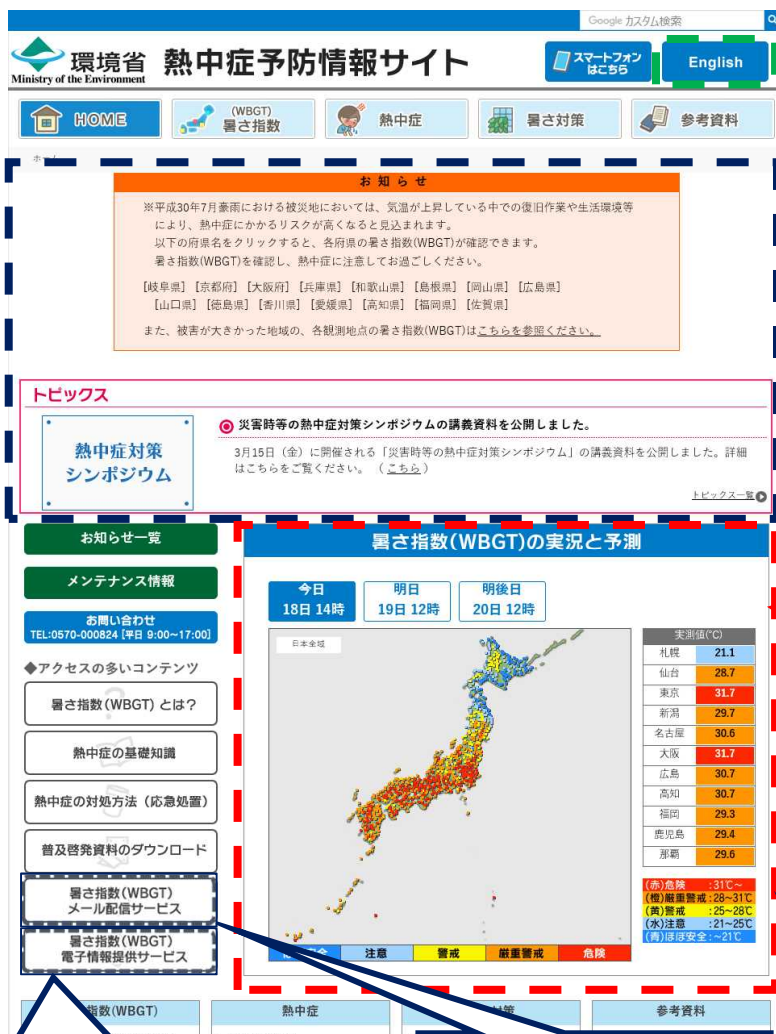 Google カスタム検索
環境省
Ministry of the Environment
熱中症予防情報サイト
スマートフォン
はこちら
English
HOME
(WBGT)
暑さ指数
熱中症
暑さ対策
参考資料
お知らせ
※平成30年7月豪雨における被災地においては、気温が上昇している中での復旧作業や生活環境等
により、熱中症にかかるリスクが高くなると見込まれます。
以下の府県名をクリックすると、各府県の暑さ指数(WBGT)が確認できます。
暑さ指数(WBGT)を確認し、熱中症に注意してお過ごしください。
[岐阜県] [京都府] [大阪府] [兵庫県] [和歌山県] [島根県] [岡山県] [広島県]
[山口県] [徳島県] [香川県] [愛媛県] [高知県] [福岡県] [佐賀県]
また、被害が大きかった地域の、各観測地点の暑さ指数(WBGT)はこちらを参照ください。
トピックス
熱中症対策
シンポジウム
災害時等の熱中症対策シンポジウムの講義資料を公開しました。
3月15日（金）に開催される「災害時等の熱中症対策シンポジウム」の講義資料を公開しました。詳細
はこちらをご覧ください。（こちら）
トピックス一覧
お知らせ一覧
メンテナンス情報
お問い合わせ
TEL:0570-000824 [平日 9:00~17:00]
◆アクセスの多いコンテンツ
暑さ指数(WBGT)とは？
熱中症の基礎知識
熱中症の対処方法（応急処置）
普及啓発資料のダウンロード
暑さ指数(WBGT)
メール配信サービス
暑さ指数(WBGT)
電子情報提供サービス
暑さ指数(WBGT)の実況と予測
今日
18日 14時
明日
19日 12時
明後日
20日 12時
日本全域
実測値(℃)
札幌 21.1
仙台 28.7
東京 31.7
新潟 29.7
名古屋 30.6
大阪 31.7
広島 30.7
高知 30.7
福岡 29.3
鹿児島 29.4
那覇 29.6
(赤)危険 :31℃~
(橙)厳重警戒:28~31℃
(黄)警戒 :25~28℃
(水)注意 :21~25℃
(青)ほぼ安全:~21℃
注意 警戒 厳重警戒 危険
指数(WBGT)
熱中症
参考資料